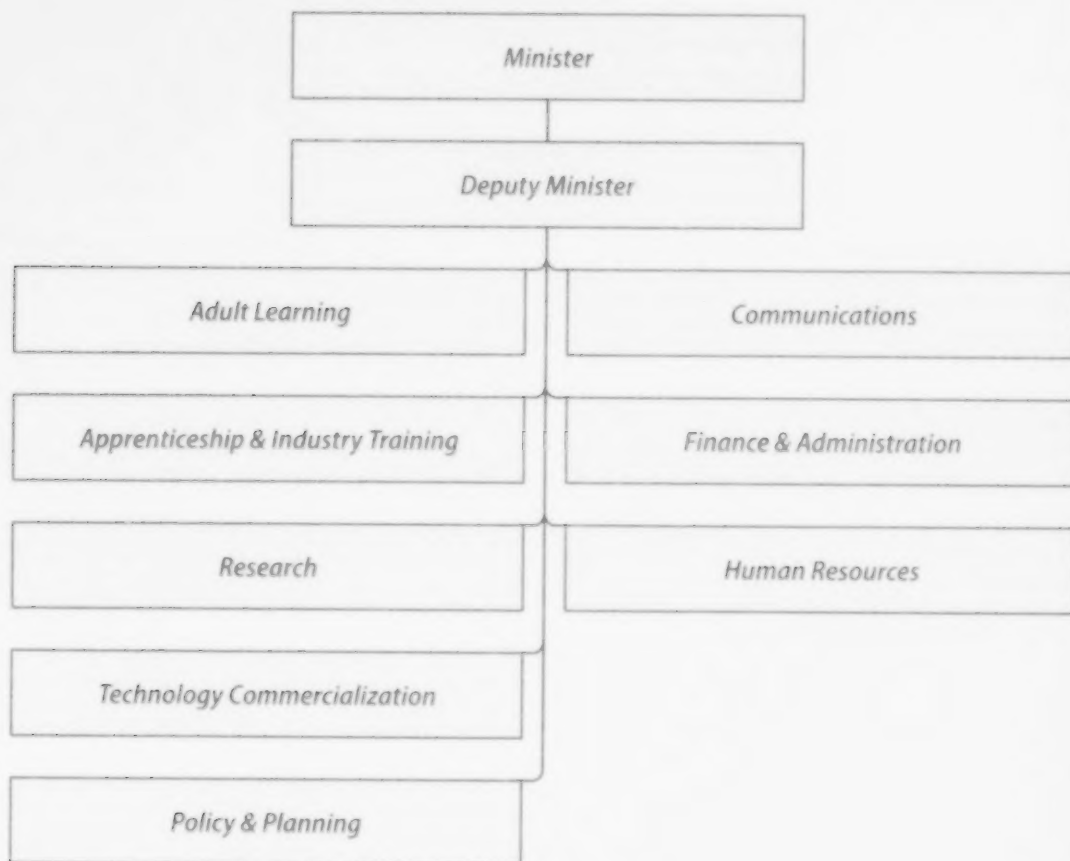 Minister
Deputy Minister
Adult Learning
Communications
Apprenticeship & Industry Training
Finance & Administration
Research
Human Resources
Technology Commercialization
Policy & Planning